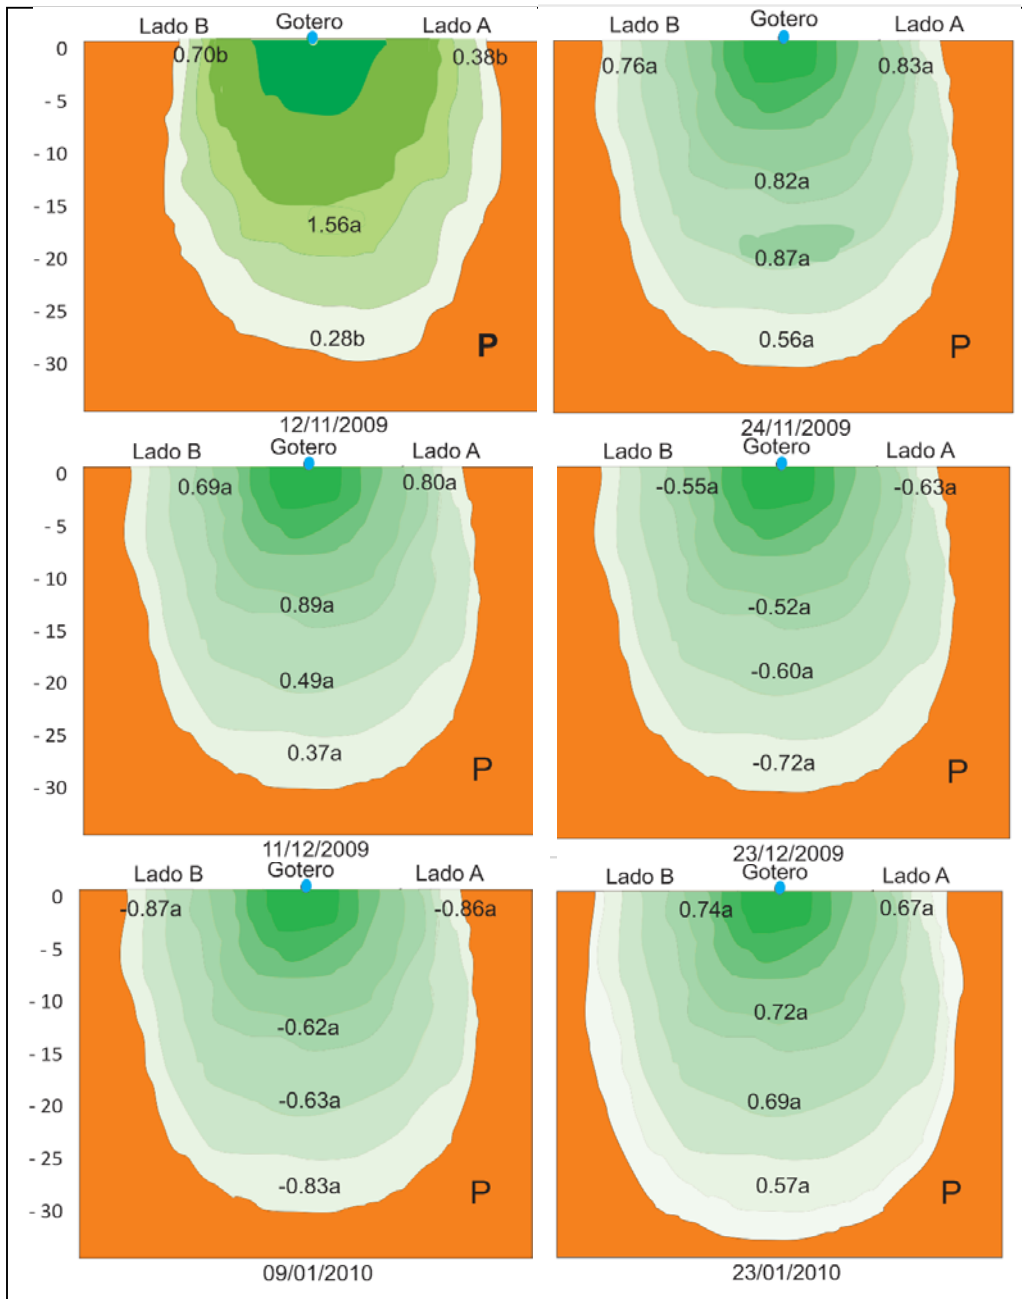 Lado B Gotero Lado A
0 0.70b 0.38b
- 5
- 10
- 15
1.56a
- 20
- 25
0.28b P
- 30
12/11/2009
Lado B Gotero Lado A
0.76a 0.83a
0.82a
0.87a
0.56a P
24/11/2009
Lado B Gotero Lado A
0
0.69a 0.80a
- 5
- 10
0.89a
- 15
- 20
0.49a
- 25
0.37a P
- 30
11/12/2009
Lado B Gotero Lado A
-0.55a -0.63a
-0.52a
-0.60a
-0.72a P
23/12/2009
Lado B Gotero Lado A
0
-0.87a -0.86a
- 5
- 10
-0.62a
- 15
- 20
-0.63a
- 25
-0.83a P
- 30
09/01/2010
Lado B Gotero Lado A
0.74a 0.67a
0.72a
0.69a
0.57a P
23/01/2010